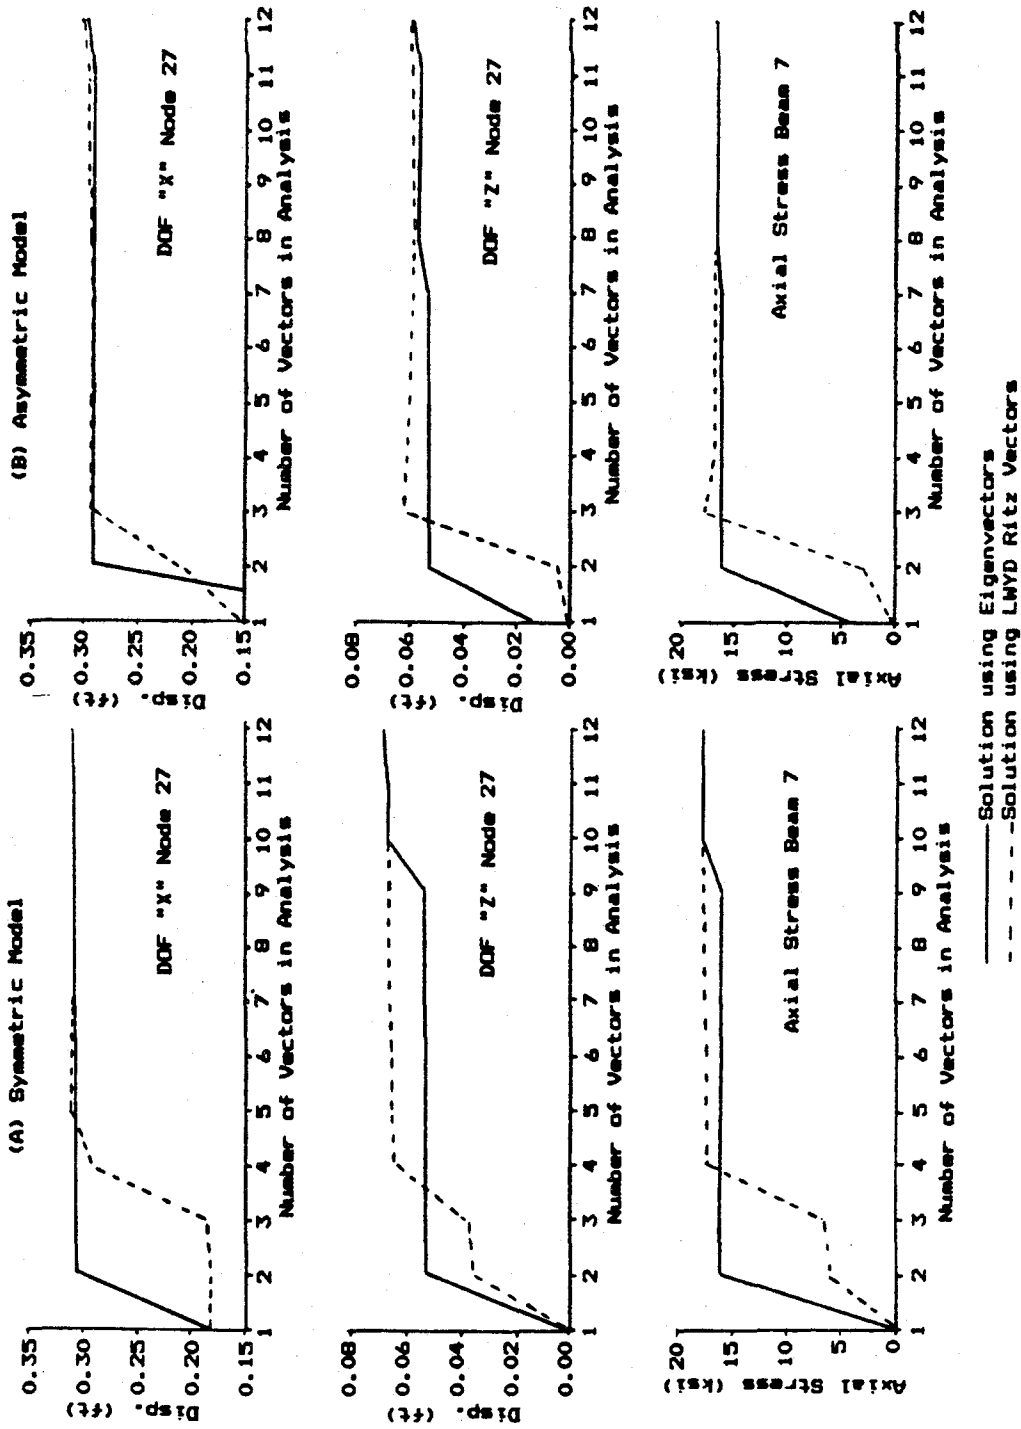 (A) Symmetric Model
0.35
0.30
0.25
0.20
0.15
Disp. (ft)
1 2 3 4 5 6 7 8 9 10 11 12
Number of Vectors in Analysis
DOF "X" Node 27
0.08
0.06
0.04
0.02
0.00
Disp. (ft)
1 2 3 4 5 6 7 8 9 10 11 12
Number of Vectors in Analysis
DOF "Z" Node 27
20
15
10
5
0
Axial Stress (ksi)
1 2 3 4 5 6 7 8 9 10 11 12
Number of Vectors in Analysis
Axial Stress Beam 7
(B) Asymmetric Model
0.35
0.30
0.25
0.20
0.15
Disp. (ft)
1 2 3 4 5 6 7 8 9 10 11 12
Number of Vectors in Analysis
DOF "X" Node 27
0.08
0.06
0.04
0.02
0.00
Disp. (ft)
1 2 3 4 5 6 7 8 9 10 11 12
Number of Vectors in Analysis
DOF "Z" Node 27
20
15
10
5
0
Axial Stress (ksi)
1 2 3 4 5 6 7 8 9 10 11 12
Number of Vectors in Analysis
Axial Stress Beam 7
Solution using Eigenvectors
Solution using LWYD Ritz Vectors